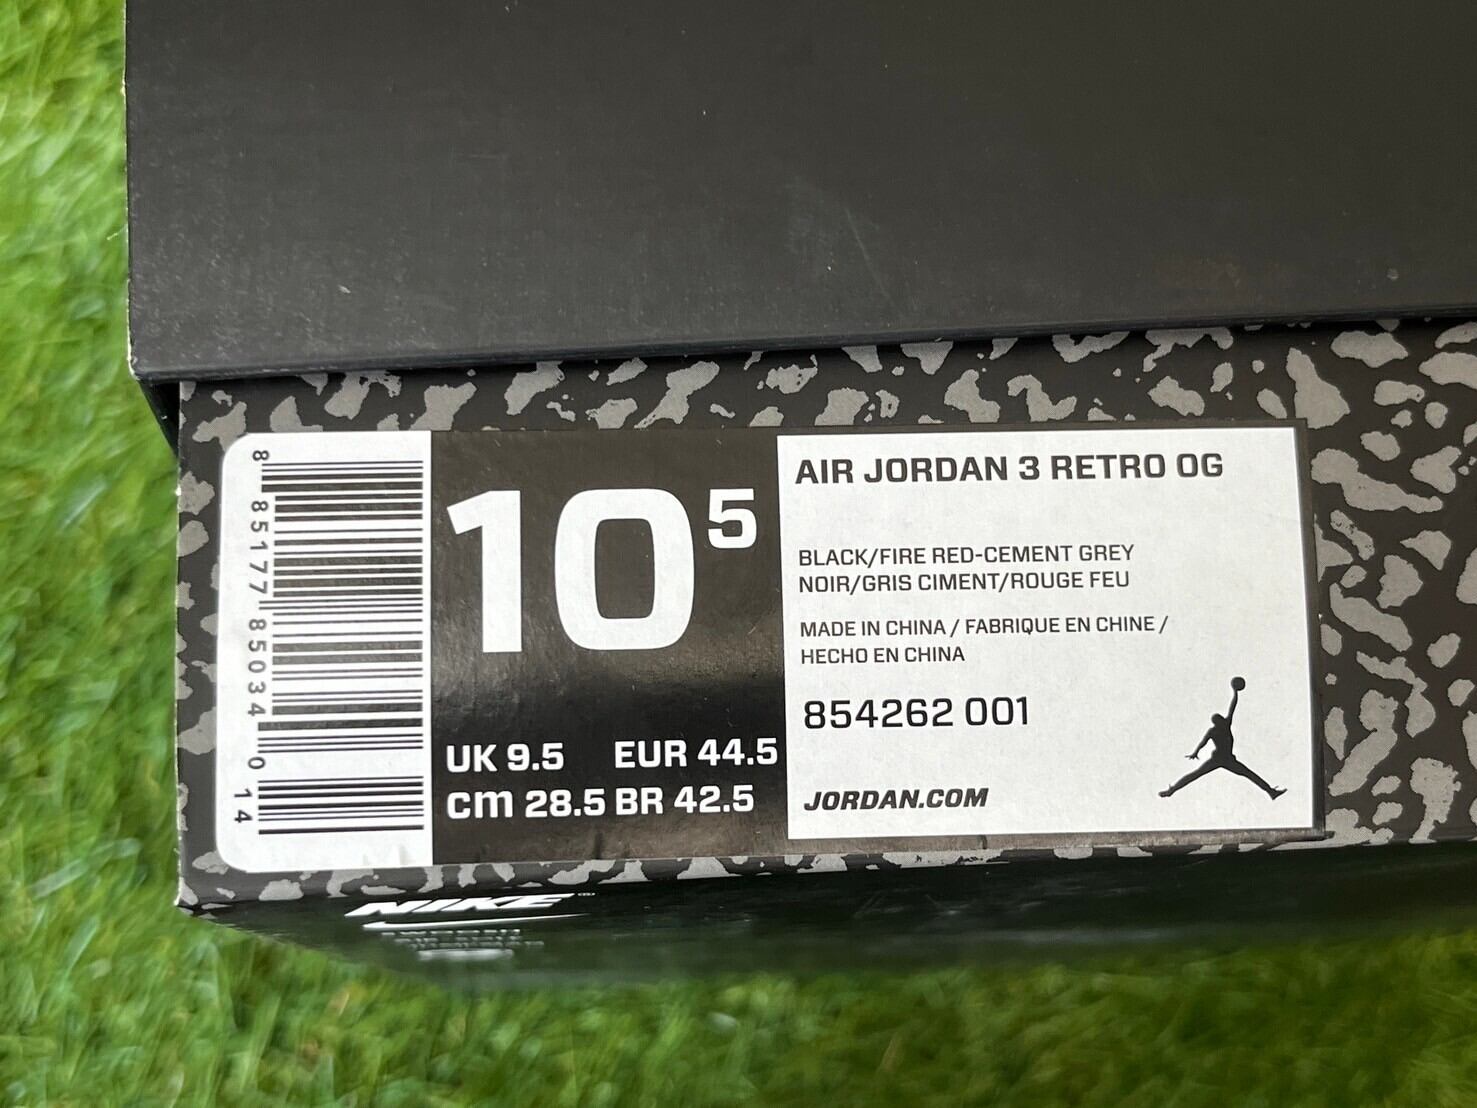 8 85177 85034 0 14
10 5
UK 9.5 EUR 44.5
cm 28.5 BR 42.5
AIR JORDAN 3 RETRO OG
BLACK/FIRE RED-CEMENT GREY
NOIR/GRIS CIMENT/ROUGE FEU
MADE IN CHINA / FABRIQUE EN CHINE /
HECHO EN CHINA
854262 001
JORDAN.COM
NIKE®